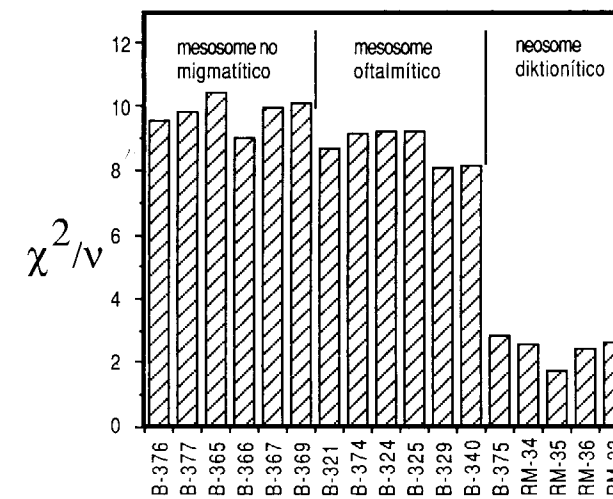 12
10
8
6
4
2
0
χ²/ν
mesosome no
migmatítico
mesosome
oftalmítico
neosome
diktionítico
B-376
B-377
B-365
B-366
B-367
B-369
B-321
B-374
B-324
B-325
B-329
B-340
B-375
RM-34
RM-35
RM-36